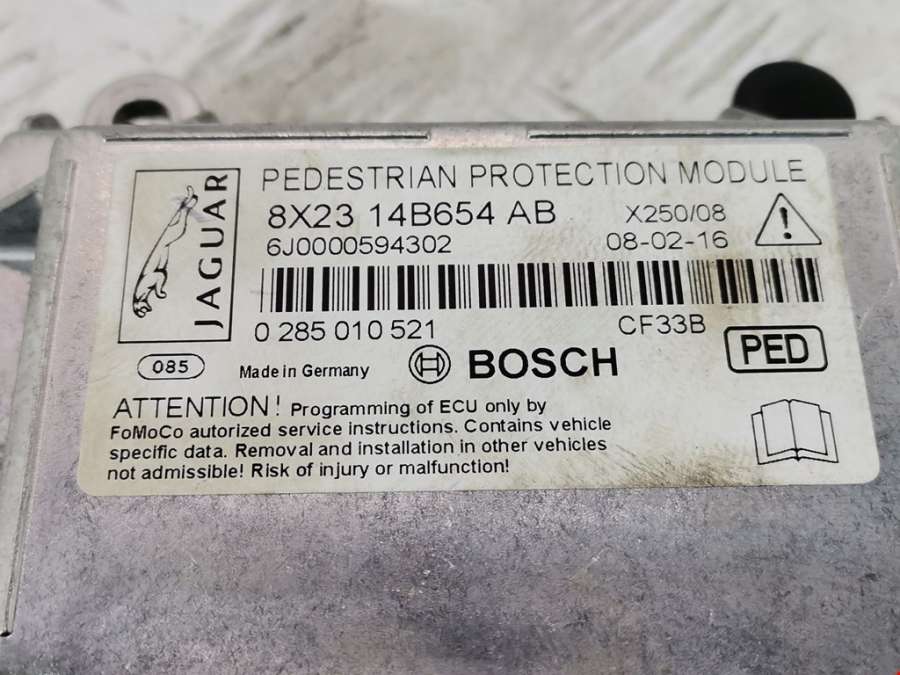 JAGUAR
PEDESTRIAN PROTECTION MODULE
8X23 14B654 AB X250/08
6J0000594302 08-02-16
0 285 010 521 CF33B
085 Made in Germany BOSCH PED
ATTENTION! Programming of ECU only by
FoMoCo autorized service instructions. Contains vehicle
specific data. Removal and installation in other vehicles
not admissible! Risk of injury or malfunction!